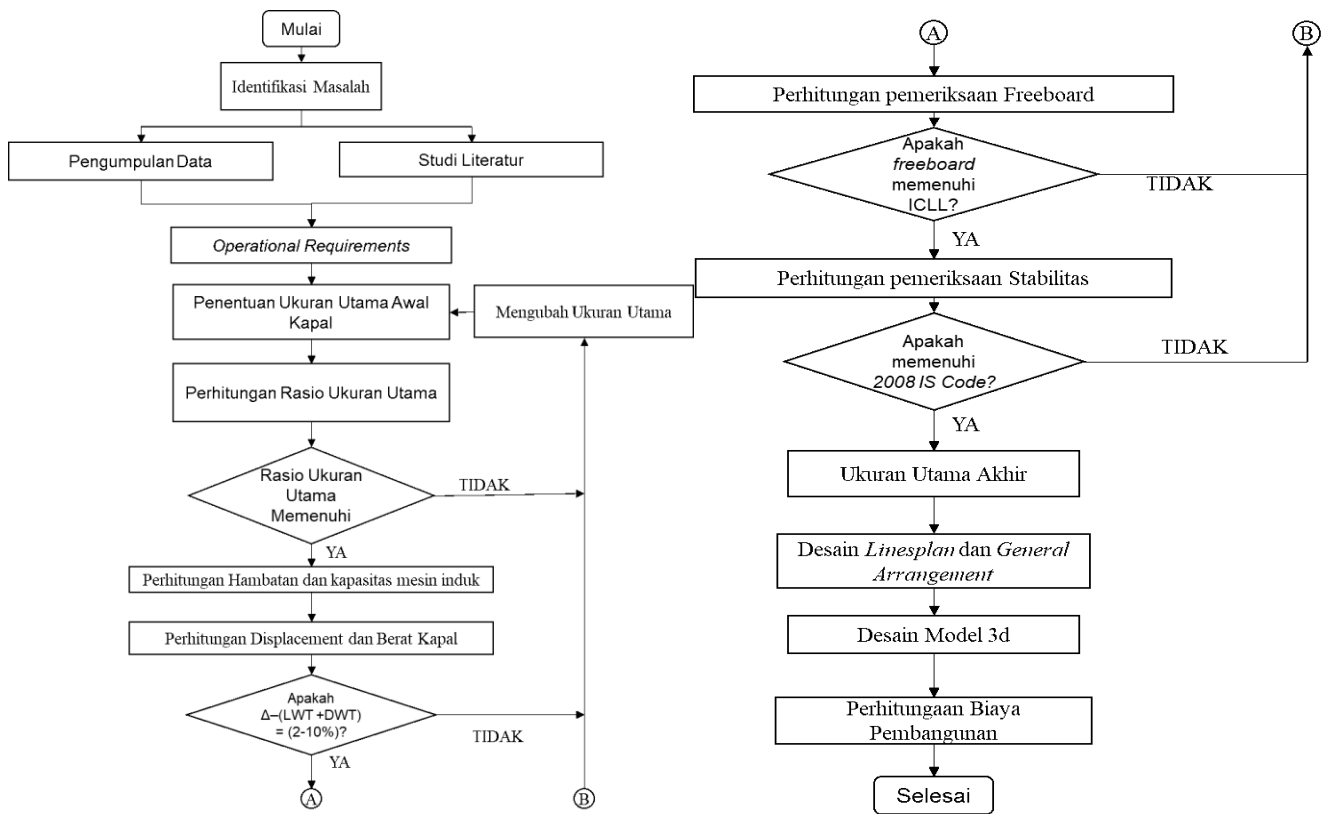 Mulai
Identifikasi Masalah
Pengumpulan Data
Studi Literatur
Operational Requirements
Penentuan Ukuran Utama Awal
Kapal
Mengubah Ukuran Utama
Perhitungan Rasio Ukuran Utama
Rasio Ukuran
Utama
Memenuhi
TIDAK
YA
Perhitungan Hambatan dan kapasitas mesin induk
Perhitungan Displacement dan Berat Kapal
Apakah
Δ–(LWT +DWT)
= (2-10%)?
TIDAK
YA
A
B
A
B
Perhitungan pemeriksaan Freeboard
Apakah
freeboard
memenuhi
ICLL?
TIDAK
YA
Perhitungan pemeriksaan Stabilitas
Apakah
memenuhi
2008 IS Code?
TIDAK
YA
Ukuran Utama Akhir
Desain Linesplan dan General
Arrangement
Desain Model 3d
Perhitungaan Biaya
Pembangunan
Selesai